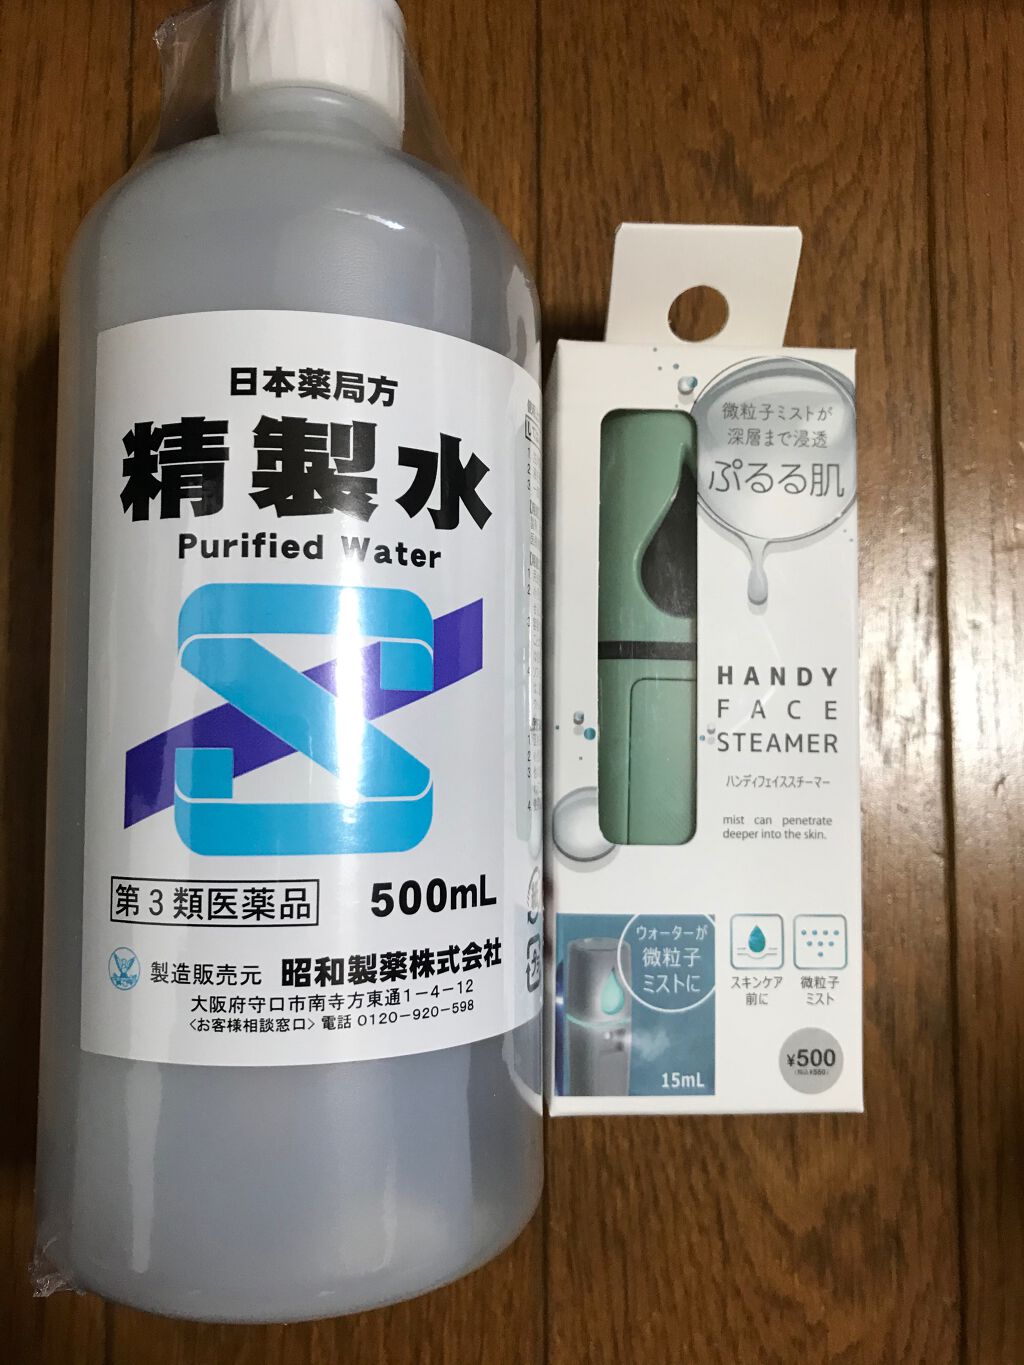 日本薬局方
精製水
Purified Water
第3類医薬品
500mL
製造販売元 昭和製薬株式会社
大阪府守口市南寺方東通1-4-12
<お客様相談窓口> 電話 0120-920-598
微粒子ミストが
深層まで浸透
ぷるる肌
HANDY
FACE
STEAMER
ハンディフェイススチーマー
mist can penetrate
deeper into the skin.
ウォーターが
微粒子
ミストに
15mL
スキンケア
前に
微粒子
ミスト
¥500
(税込¥550)